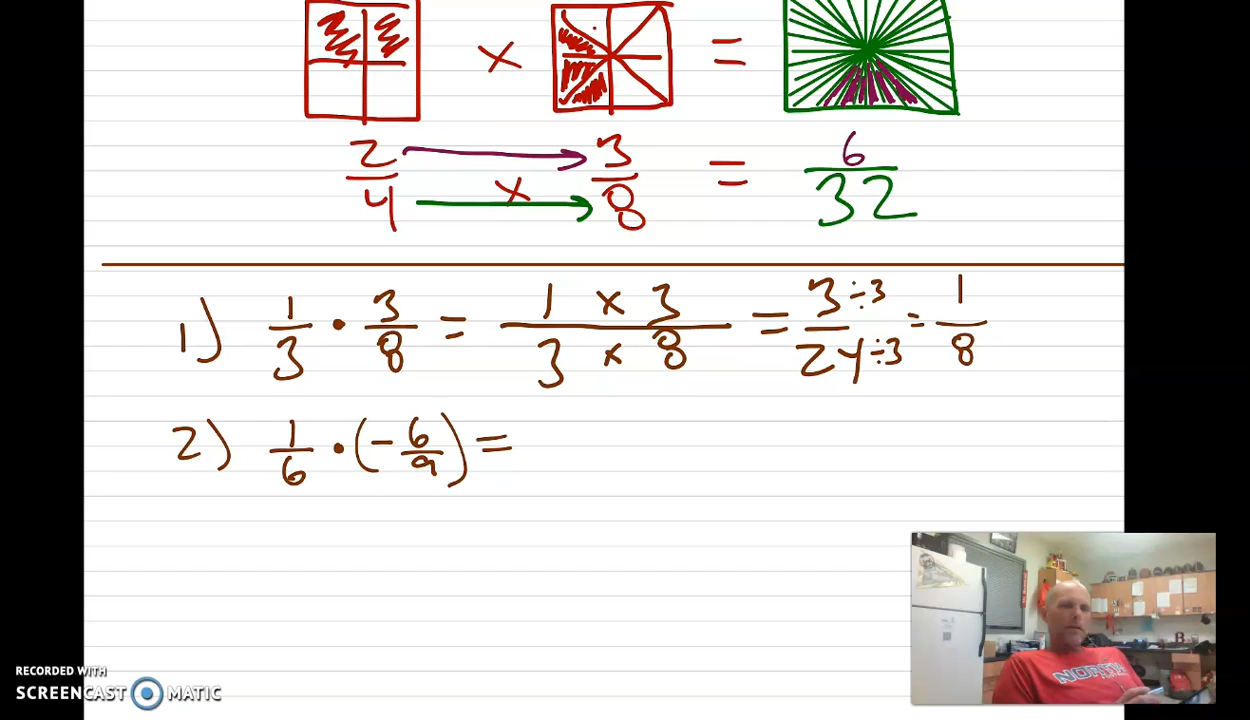 × =
2/4 × 3/8 = 6/32
1) 1/3 · 3/8 = 1 × 3 / 3 × 8 = 3÷3 / 24÷3 = 1/8
2) 1/6 · (- 6/9) =
NORTH
RECORDED WITH
SCREENCAST MATIC